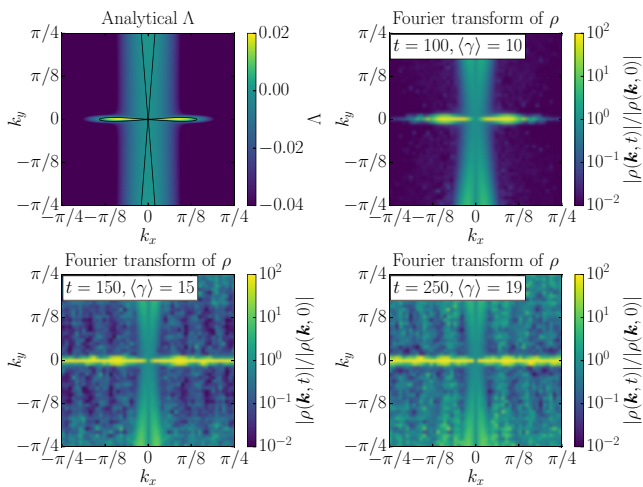 Analytical Λ
π/4
π/8
0
−π/8
−π/4
k_y
−π/4 −π/8 0 π/8 π/4
k_x
0.02
0.00
−0.02
−0.04
Λ
Fourier transform of ρ
t = 100, ⟨γ⟩ = 10
π/4
π/8
0
−π/8
−π/4
k_y
−π/4 −π/8 0 π/8 π/4
k_x
10^2
10^1
10^0
10^−1
10^−2
|ρ(k, t)|/|ρ(k, 0)|
Fourier transform of ρ
t = 150, ⟨γ⟩ = 15
π/4
π/8
0
−π/8
−π/4
k_y
−π/4 −π/8 0 π/8 π/4
k_x
10^2
10^1
10^0
10^−1
10^−2
|ρ(k, t)|/|ρ(k, 0)|
Fourier transform of ρ
t = 250, ⟨γ⟩ = 19
π/4
π/8
0
−π/8
−π/4
k_y
−π/4 −π/8 0 π/8 π/4
k_x
10^2
10^1
10^0
10^−1
10^−2
|ρ(k, t)|/|ρ(k, 0)|